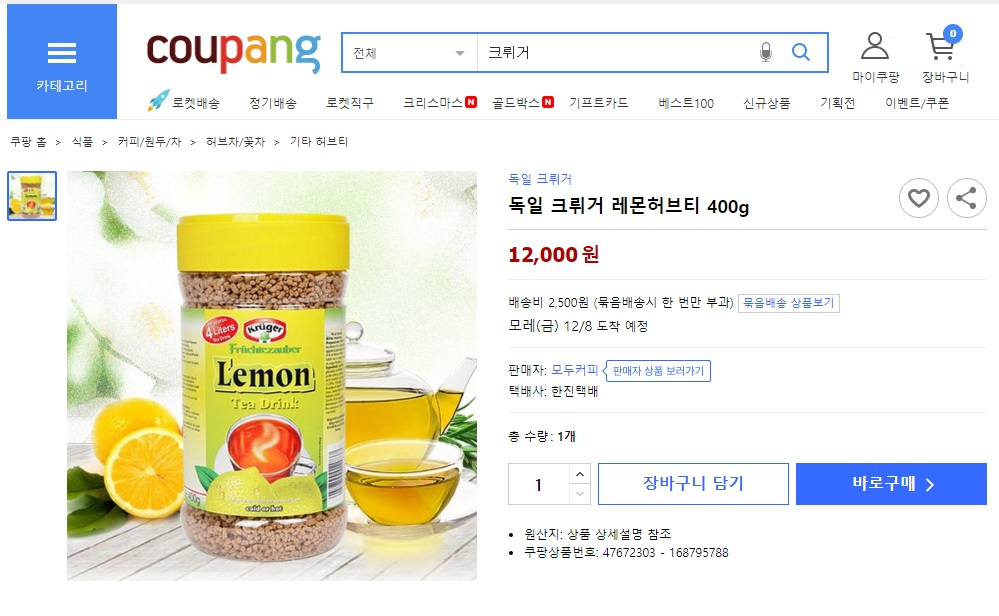 카테고리
coupang
전체
크뤼거
마이쿠팡
0
장바구니
로켓배송
정기배송
로켓직구
크리스마스 N
골드박스 N
기프트카드
베스트100
신규상품
기획전
이벤트/쿠폰
쿠팡 홈 > 식품 > 커피/원두/차 > 허브차/꽃차 > 기타 허브티
독일 크뤼거
독일 크뤼거 레몬허브티 400g
12,000원
배송비 2,500원 (묶음배송시 한 번만 부과) 묶음배송 상품보기
모레(금) 12/8 도착 예정
판매자: 모두커피 판매자 상품 보러가기
택배사: 한진택배
총 수량: 1개
1
장바구니 담기
바로구매 >
• 원산지: 상품 상세설명 참조
• 쿠팡상품번호: 47672303 - 168795788
4 Liters
Tea Drink
Krüger
Früchtezauber
Lemon
Tea Drink
400g
cold or hot